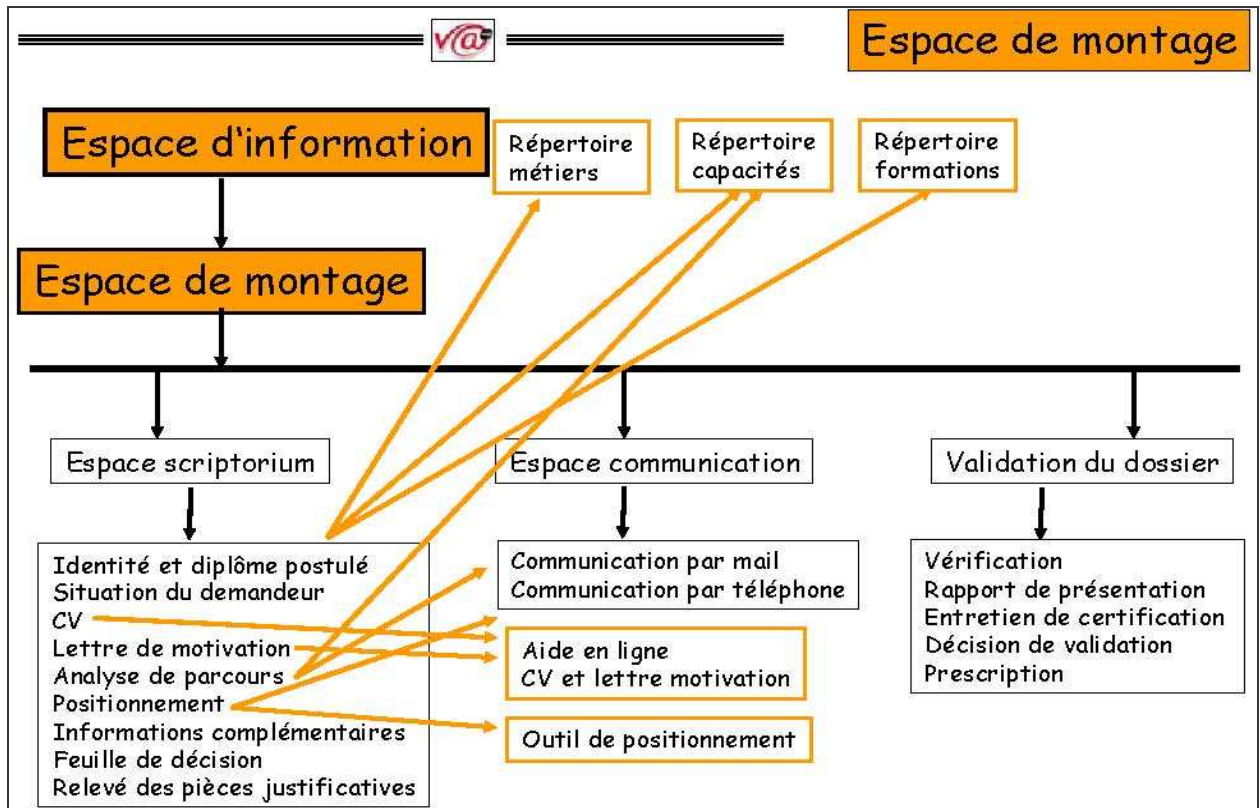 v@e
Espace de montage
Espace d'information
Répertoire
métiers
Répertoire
capacités
Répertoire
formations
Espace de montage
Espace scriptorium
Espace communication
Validation du dossier
Identité et diplôme postulé
Situation du demandeur
CV
Lettre de motivation
Analyse de parcours
Positionnement
Informations complémentaires
Feuille de décision
Relevé des pièces justificatives
Communication par mail
Communication par téléphone
Aide en ligne
CV et lettre motivation
Outil de positionnement
Vérification
Rapport de présentation
Entretien de certification
Décision de validation
Prescription